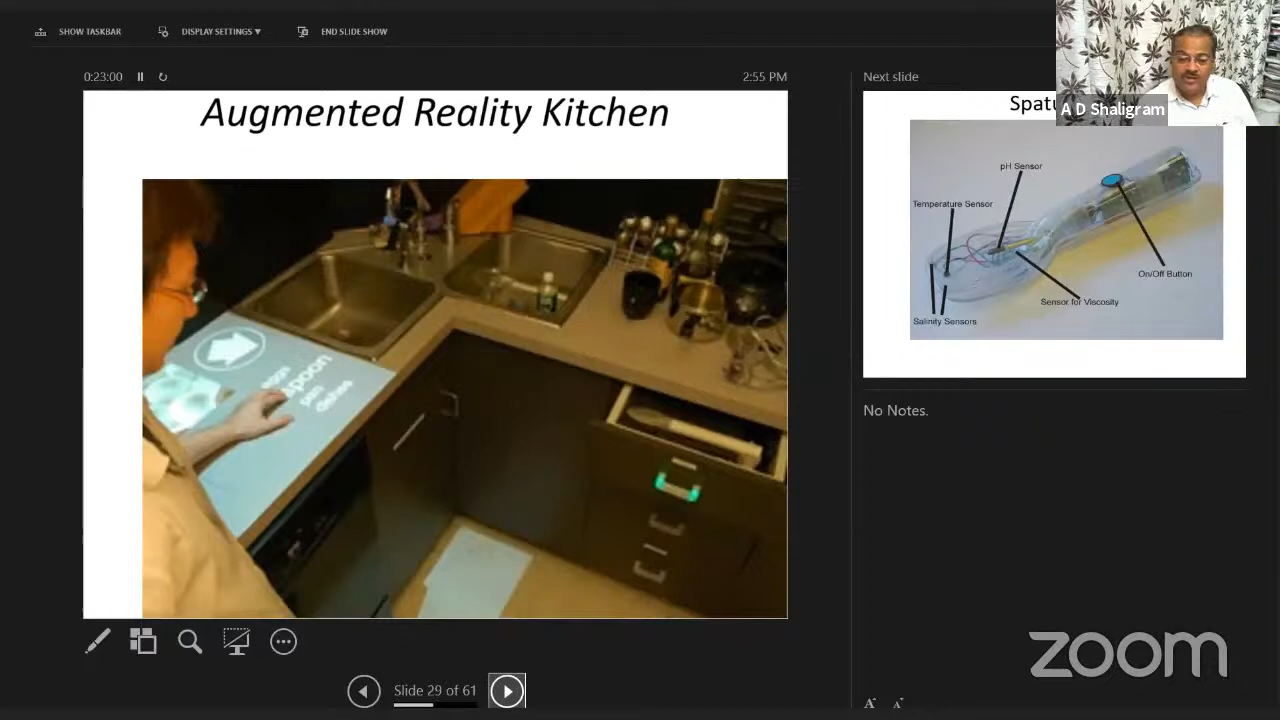 SHOW TASKBAR
DISPLAY SETTINGS ▼
END SLIDE SHOW
0:23:00
2:55 PM
Next slide
Augmented Reality Kitchen
spoon
pan
dishes
Spatu
A D Shaligram
pH Sensor
Temperature Sensor
On/Off Button
Sensor for Viscosity
Salinity Sensors
No Notes.
zoom
Slide 29 of 61
A A